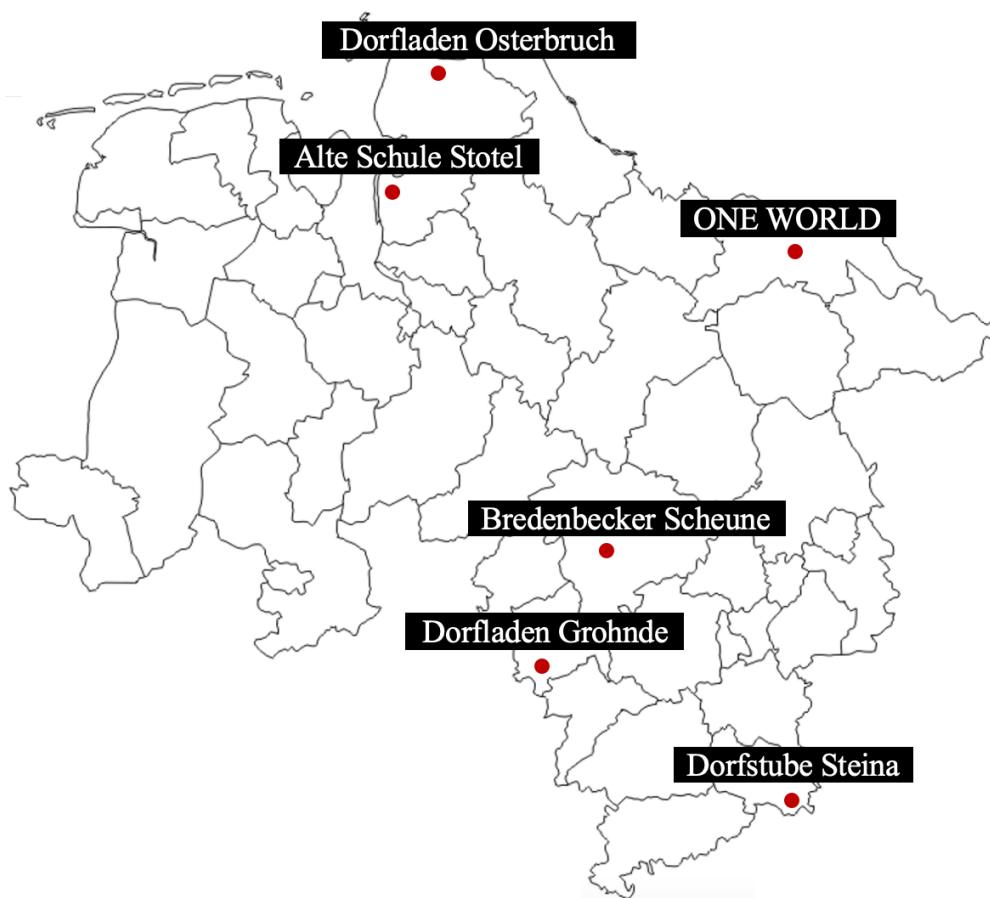 Dorfladen Osterbruch
Alte Schule Stotel
ONE WORLD
Bredenbecker Scheune
Dorfladen Grohnde
Dorfstube Steina